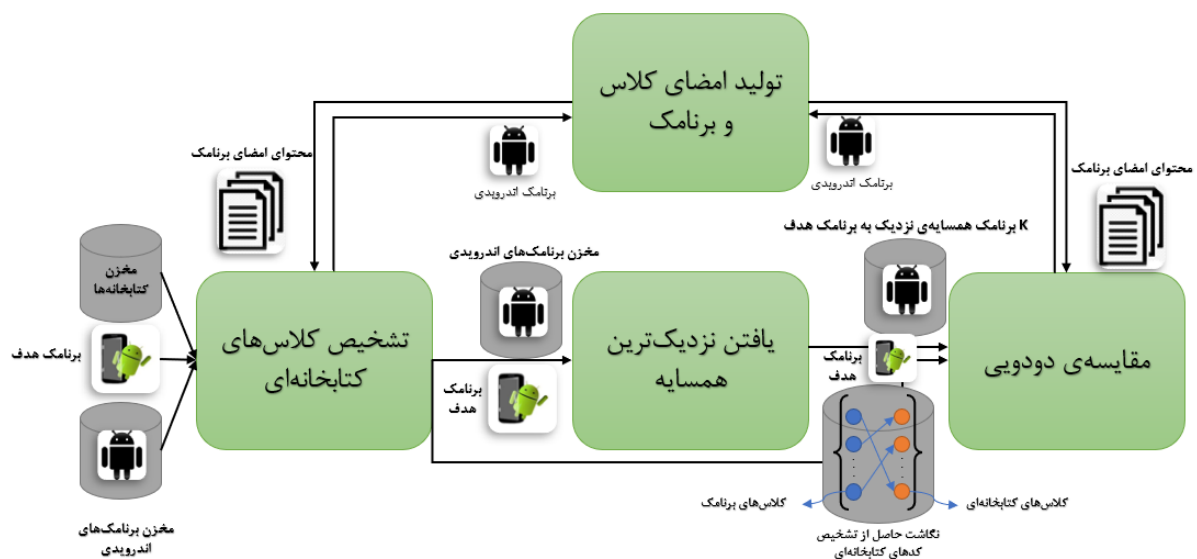 تولید امضای کلاس
و برنامک
محتوای امضای برنامک
برنامک اندرویدی
برنامک اندرویدی
محتوای امضای برنامک
مخزن
کتابخانه‌ها
برنامک هدف
مخزن برنامک‌های
اندرویدی
تشخیص کلاس‌های
کتابخانه‌ای
مخزن برنامک‌های اندرویدی
برنامک
هدف
یافتن نزدیک‌ترین
همسایه
K برنامک همسایه‌ی نزدیک به برنامک هدف
برنامک
هدف
مقایسه‌ی دودویی
کلاس‌های برنامک
کلاس‌های کتابخانه‌ای
نگاشت حاصل از تشخیص
کدهای کتابخانه‌ای